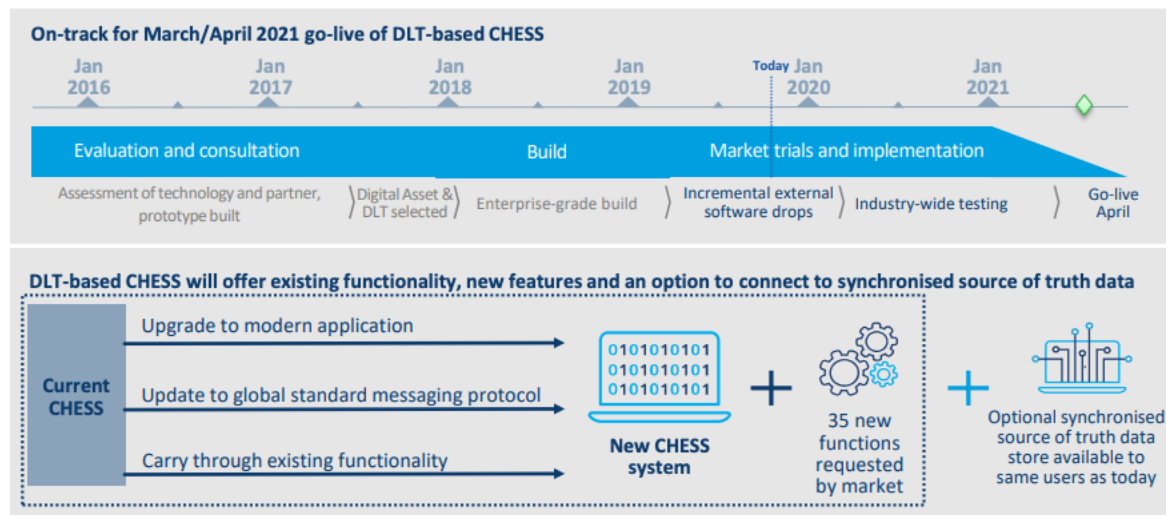 On-track for March/April 2021 go-live of DLT-based CHESS
Jan
2016
Jan
2017
Jan
2018
Jan
2019
Today
Jan
2020
Jan
2021
Evaluation and consultation
Build
Market trials and implementation
Assessment of technology and partner,
prototype built
Digital Asset &
DLT selected
Enterprise-grade build
Incremental external
software drops
Industry-wide testing
Go-live
April
DLT-based CHESS will offer existing functionality, new features and an option to connect to synchronised source of truth data
Current
CHESS
Upgrade to modern application
Update to global standard messaging protocol
Carry through existing functionality
0101010101
0101010101
0101010101
New CHESS
system
35 new
functions
requested
by market
Optional synchronised
source of truth data
store available to
same users as today